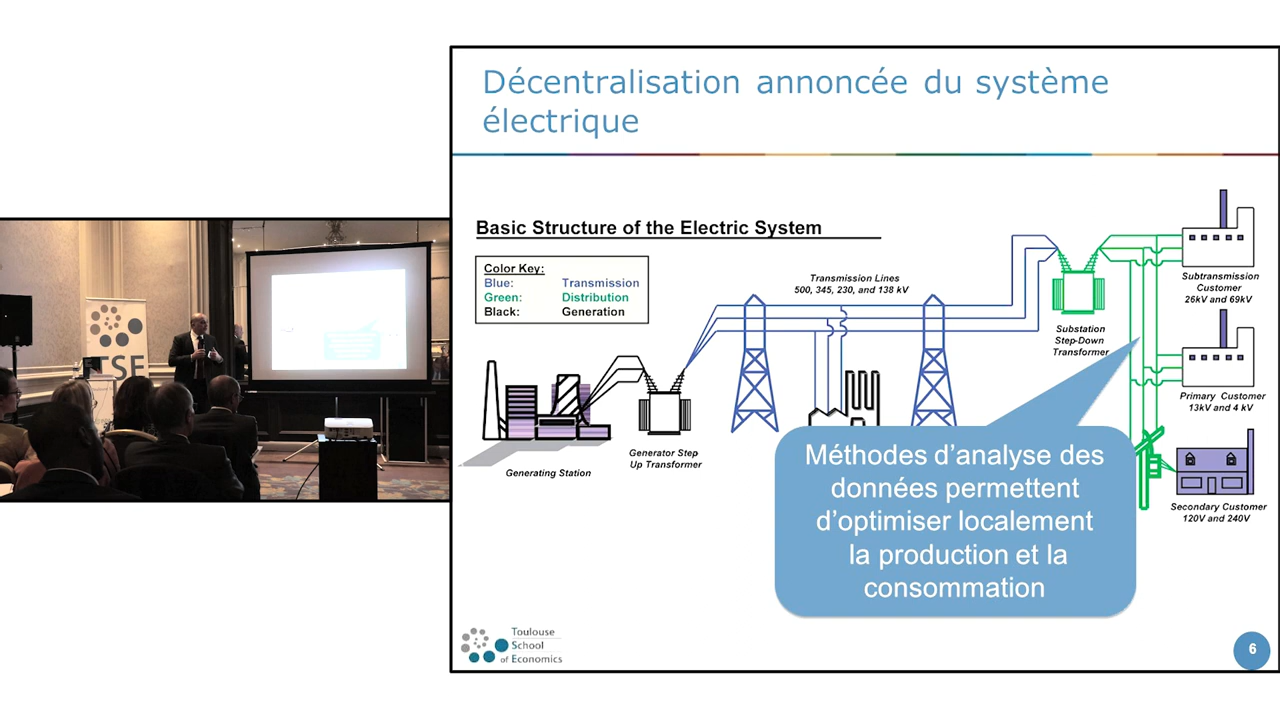 Décentralisation annoncée du système
électrique
Basic Structure of the Electric System
Color Key:
Blue: Transmission
Green: Distribution
Black: Generation
Transmission Lines
500, 345, 230, and 138 kV
Subtransmission
Customer
26kV and 69kV
Substation
Step-Down
Transformer
Primary Customer
13kV and 4 kV
Generating Station
Generator Step
Up Transformer
Secondary Customer
120V and 240V
Méthodes d'analyse des
données permettent
d'optimiser localement
la production et la
consommation
Toulouse
School
of Economics
6
TSE